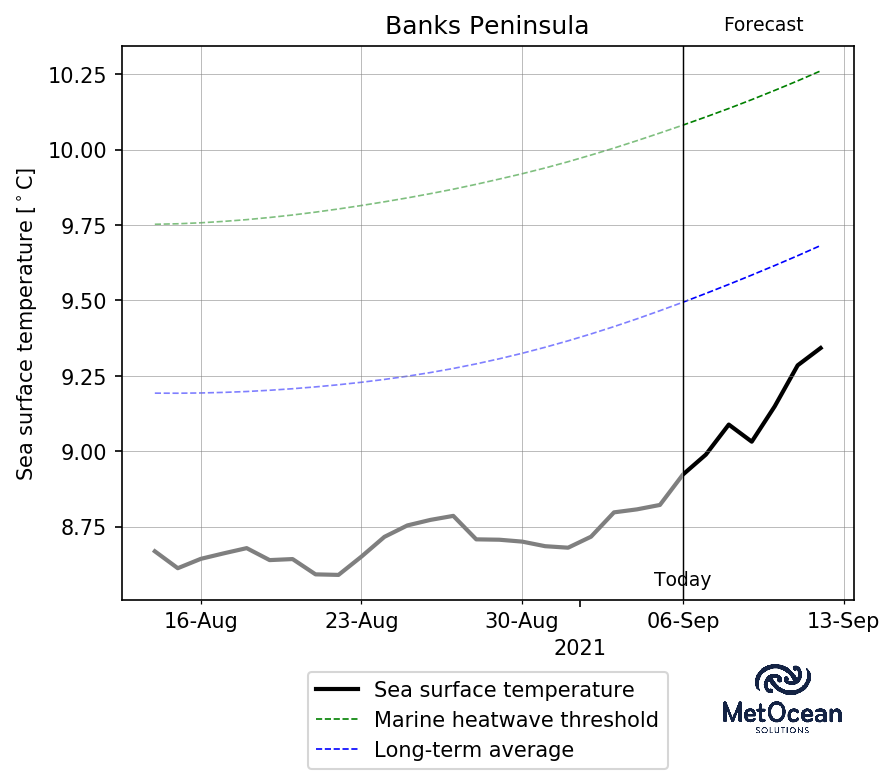 Banks Peninsula
Forecast
Sea surface temperature [°C]
10.25
10.00
9.75
9.50
9.25
9.00
8.75
Today
16-Aug 23-Aug 30-Aug 06-Sep 13-Sep
2021
Sea surface temperature
Marine heatwave threshold
Long-term average
MetOcean
SOLUTIONS